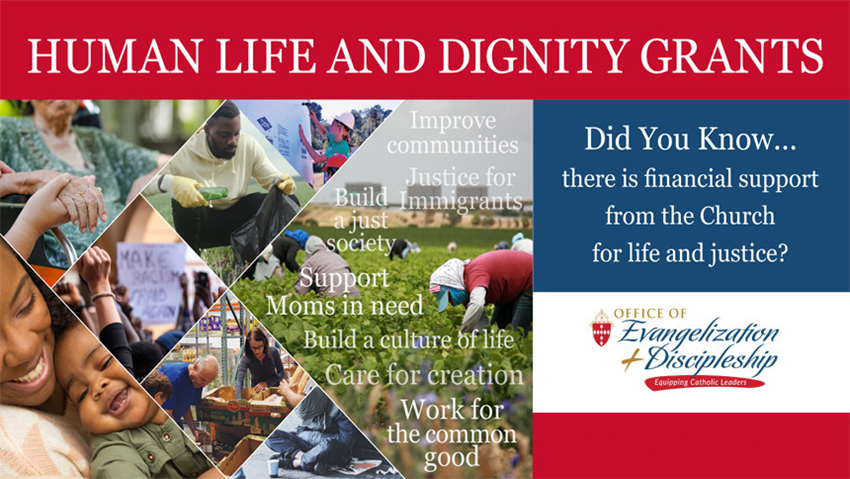 HUMAN LIFE AND DIGNITY GRANTS
Improve
communities
Justice for
Immigrants
Build
a just
society
Support
Moms in need
Build a culture of life
Care for creation
Work for
the common
good
MAKE
RACISM
AFRAID
AGAIN
Did You Know...
there is financial support
from the Church
for life and justice?
OFFICE OF
Evangelization
+Discipleship
Equipping Catholic Leaders